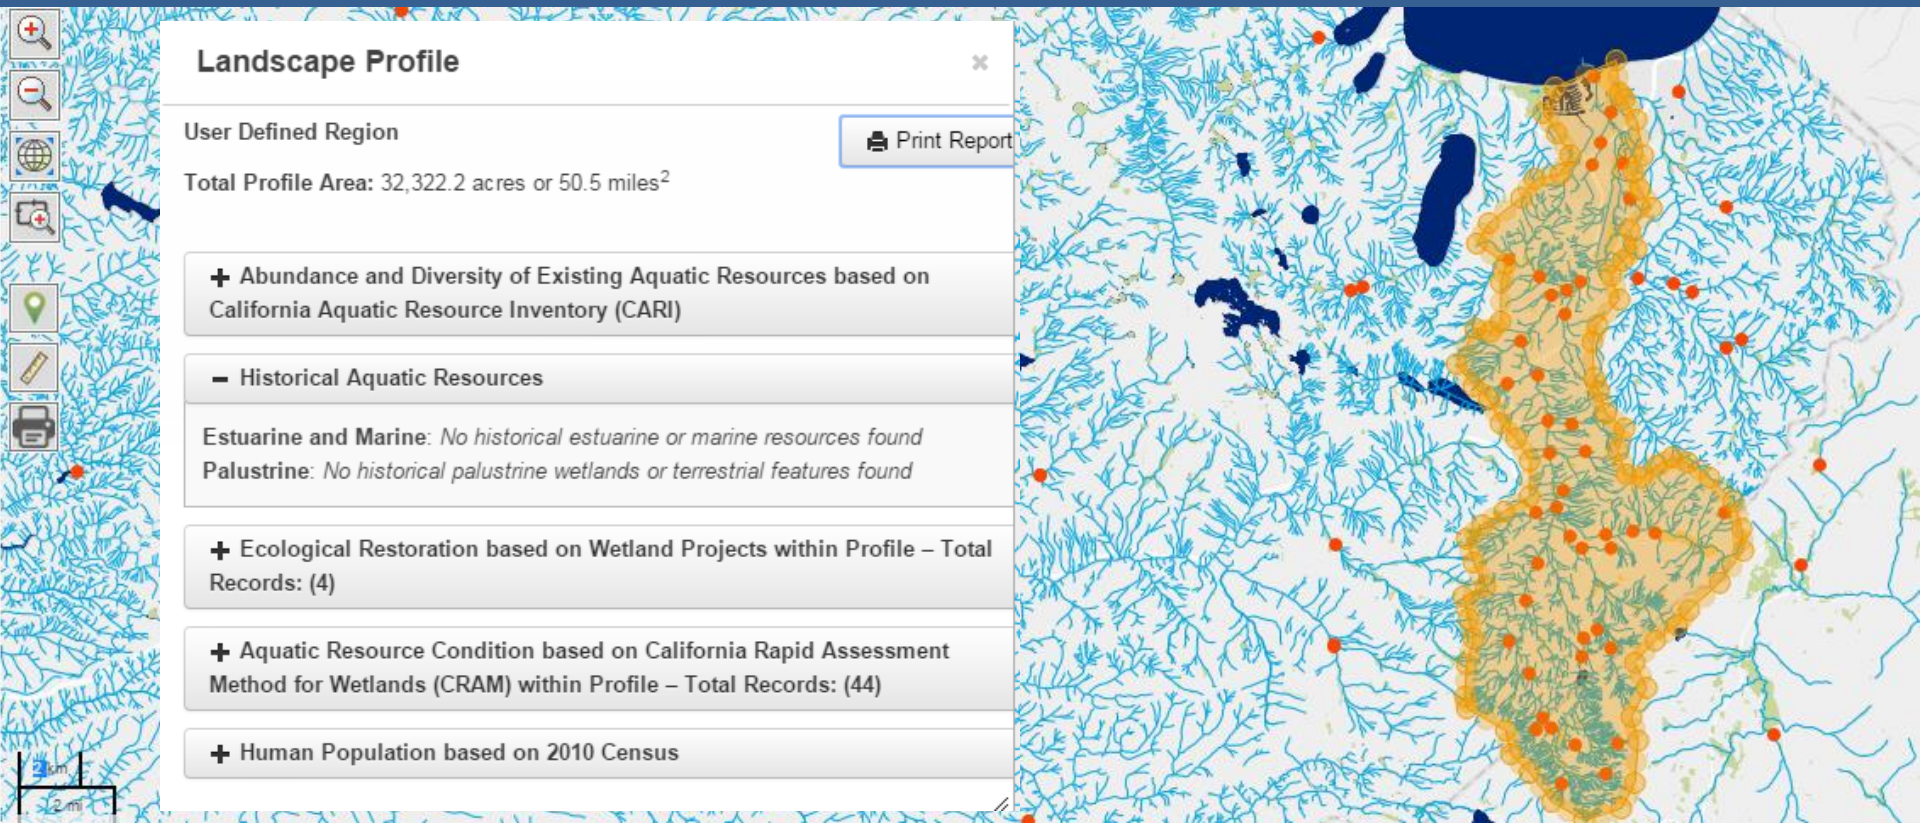 Landscape Profile
×
User Defined Region
Print Report
Total Profile Area: 32,322.2 acres or 50.5 miles2
+ Abundance and Diversity of Existing Aquatic Resources based on
California Aquatic Resource Inventory (CARI)
− Historical Aquatic Resources
Estuarine and Marine: No historical estuarine or marine resources found
Palustrine: No historical palustrine wetlands or terrestrial features found
+ Ecological Restoration based on Wetland Projects within Profile – Total
Records: (4)
+ Aquatic Resource Condition based on California Rapid Assessment
Method for Wetlands (CRAM) within Profile – Total Records: (44)
+ Human Population based on 2010 Census
2 km
2 mi